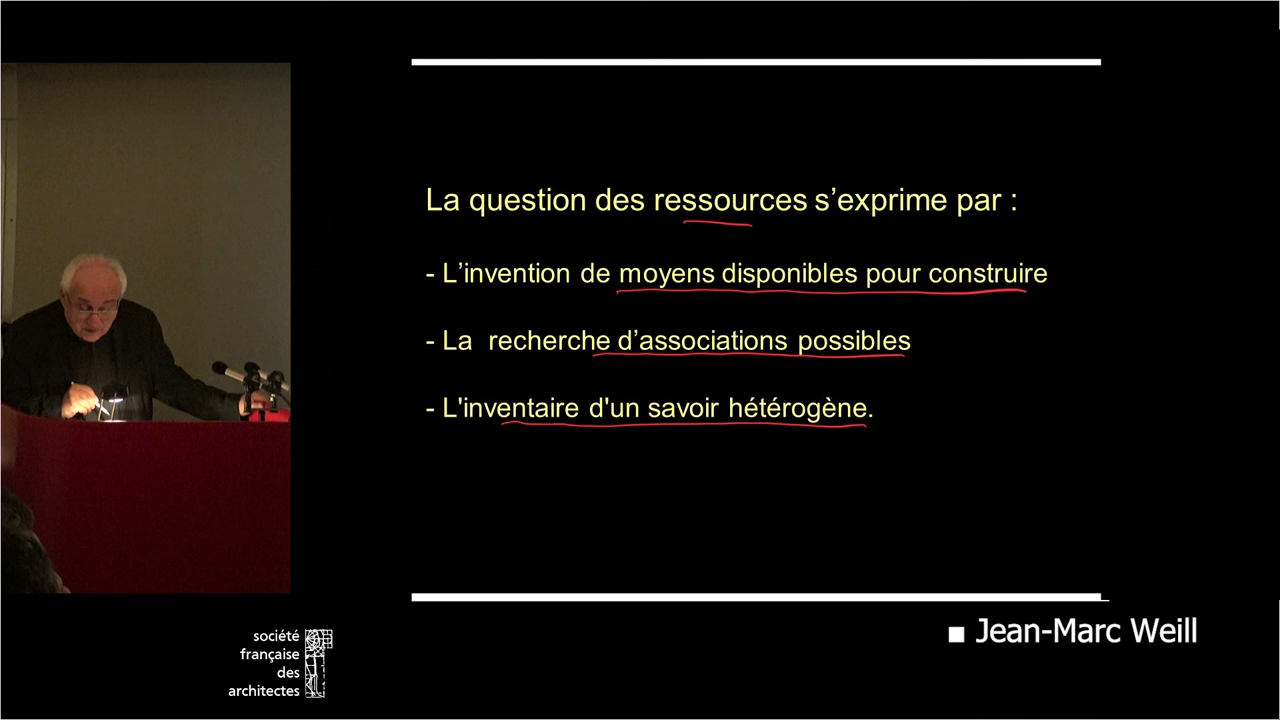 La question des ressources s’exprime par :
- L’invention de moyens disponibles pour construire
- La recherche d’associations possibles
- L'inventaire d'un savoir hétérogène.
Jean-Marc Weill
société
française
des
architectes